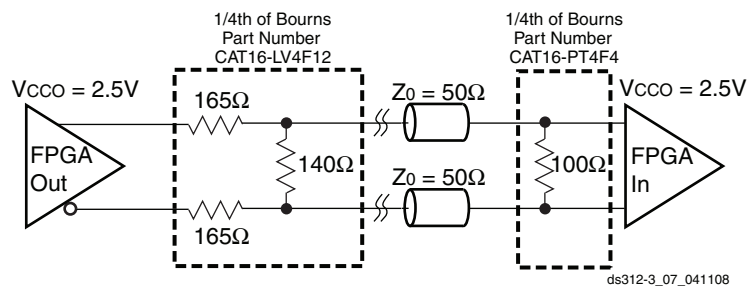 1/4th of Bourns
Part Number
CAT16-LV4F12
1/4th of Bourns
Part Number
CAT16-PT4F4
VCCO = 2.5V
165Ω
Z0 = 50Ω
VCCO = 2.5V
FPGA
Out
140Ω
100Ω
FPGA
In
Z0 = 50Ω
165Ω
ds312-3_07_041108